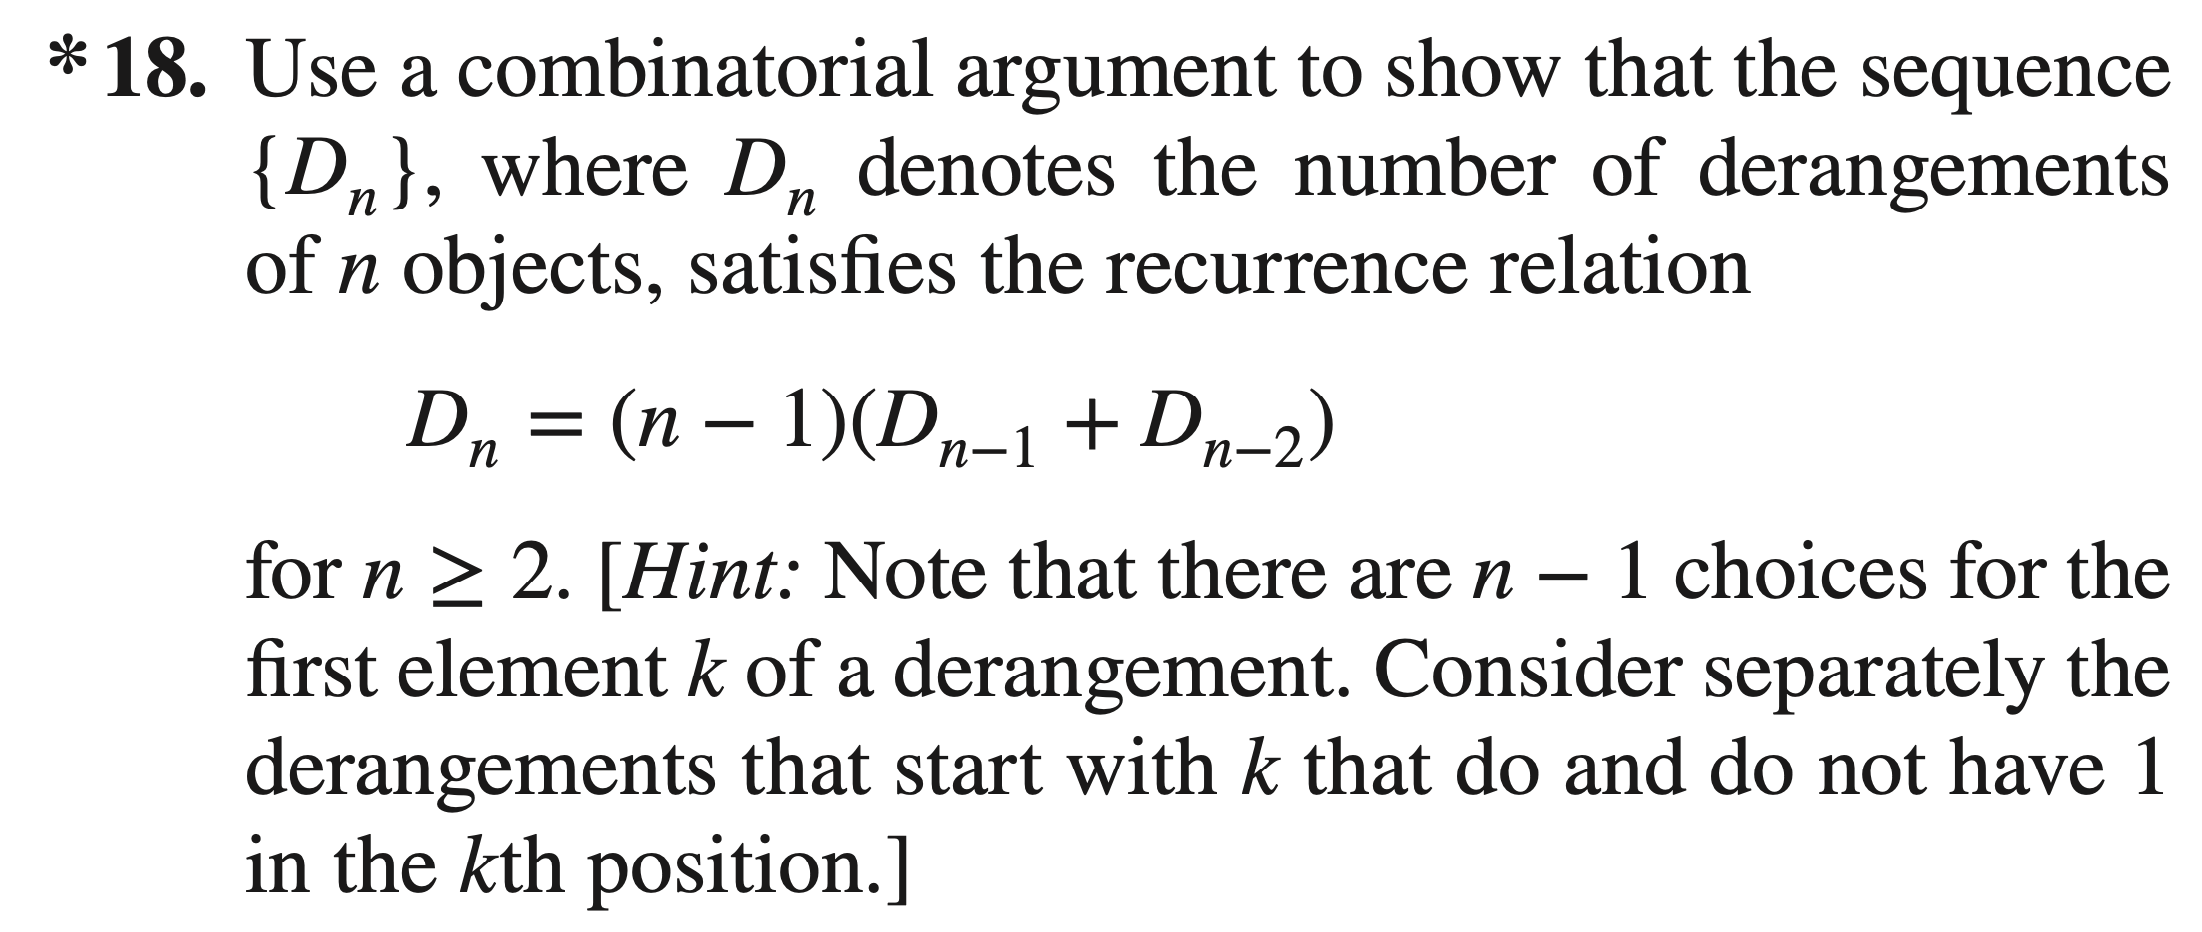 *18. Use a combinatorial argument to show that the sequence
{Dₙ}, where Dₙ denotes the number of derangements
of n objects, satisfies the recurrence relation
Dₙ = (n − 1)(Dₙ₋₁ + Dₙ₋₂)
for n ≥ 2. [Hint: Note that there are n − 1 choices for the
first element k of a derangement. Consider separately the
derangements that start with k that do and do not have 1
in the kth position.]